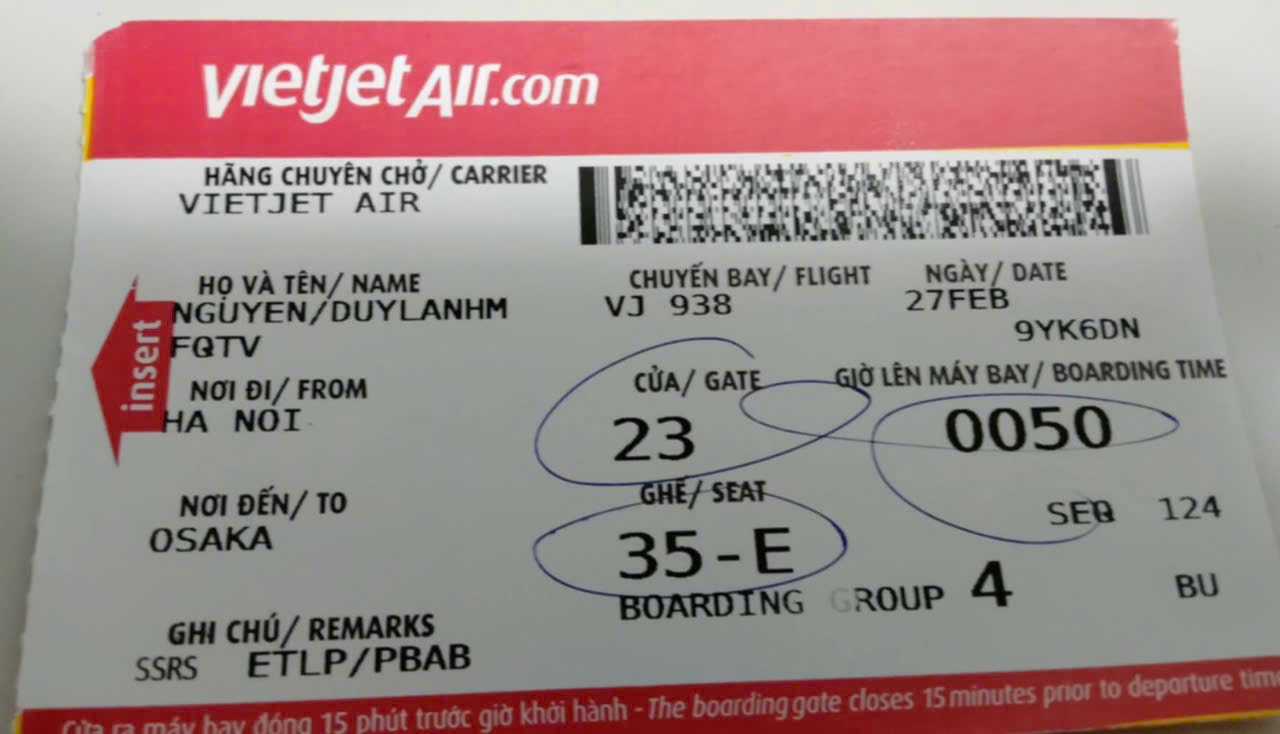 vietjetAir.com
HÃNG CHUYÊN CHỞ/ CARRIER
VIETJET AIR
HỌ VÀ TÊN/ NAME
NGUYEN/DUYLANHM
FQTV
CHUYẾN BAY/ FLIGHT
VJ 938
NGÀY/ DATE
27FEB
9YK6DN
insert
NƠI ĐI/ FROM
HA NOI
CỬA/ GATE
23
GIỜ LÊN MÁY BAY/ BOARDING TIME
0050
NƠI ĐẾN/ TO
OSAKA
GHẾ/ SEAT
35-E
SEQ 124
BOARDING GROUP 4
BU
GHI CHÚ/ REMARKS
SSRS ETLP/PBAB
Cửa ra máy bay đóng 15 phút trước giờ khởi hành - The boarding gate closes 15 minutes prior to departure time